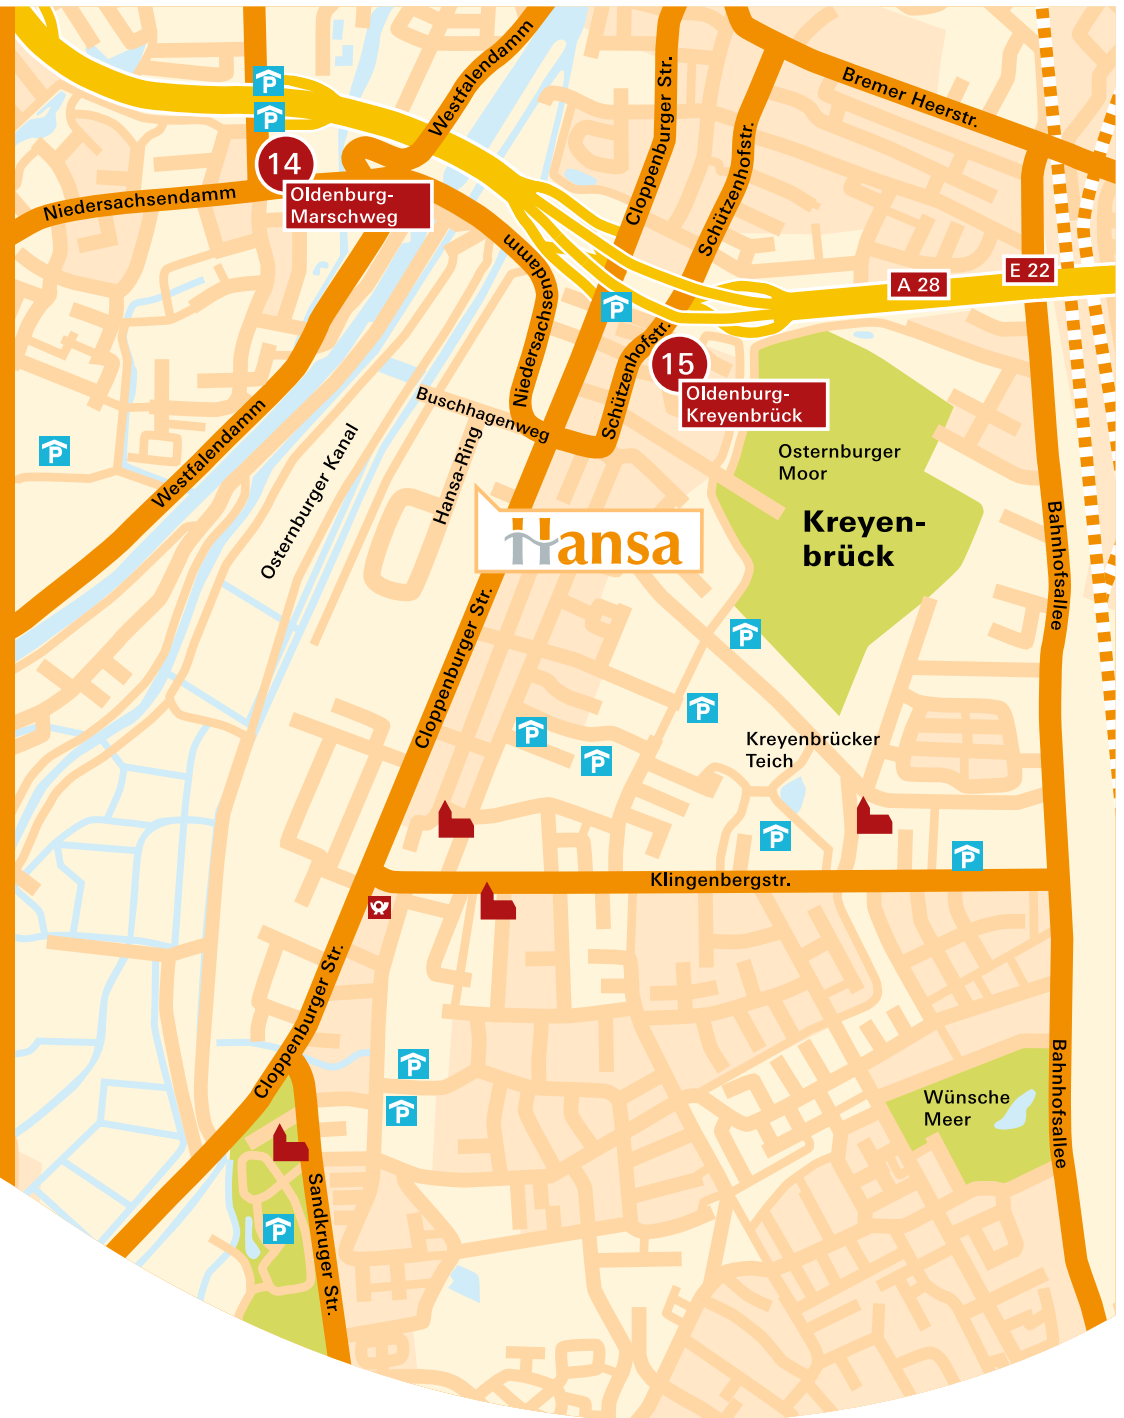 Westfalendamm
Cloppenburger Str.
Bremer Heerstr.
P
P
14
Oldenburg-
Marschweg
Niedersachsendamm
Schützenhofstr.
E 22
A 28
Niedersachsendamm
P
Schützenhofstr.
15
Oldenburg-
Kreyenbrück
Buschhagenweg
Westfalendamm
P
Osternburger Kanal
Hansa-Ring
Osternburger
Moor
Kreyen-
brück
Hansa
Bahnhofsallee
Cloppenburger Str.
P
P
P
P
Kreyenbrücker
Teich
P
P
Klingenbergstr.
Cloppenburger Str.
P
P
Wünsche
Meer
Bahnhofsallee
Sandkruger Str.
P